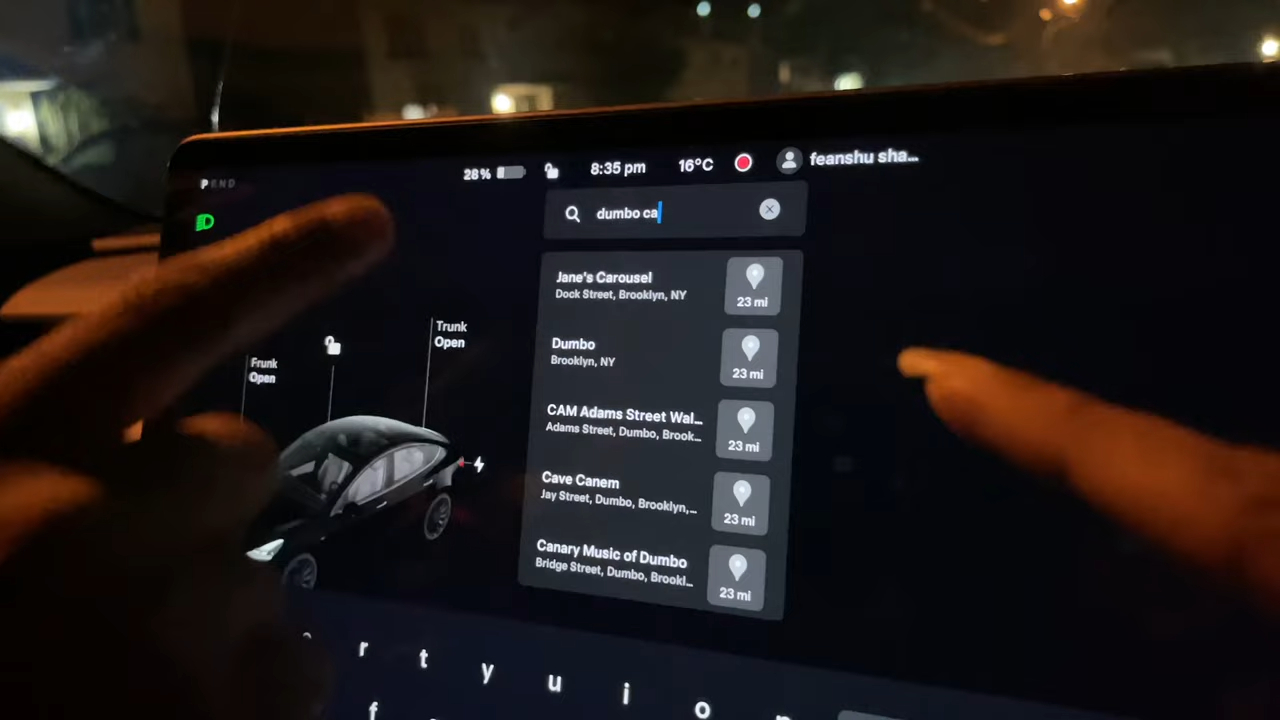 PRND
28%
8:35 pm
16°C
feanshu sha...
dumbo ca
Jane's Carousel
Dock Street, Brooklyn, NY
23 mi
Dumbo
Brooklyn, NY
23 mi
CAM Adams Street Wal...
Adams Street, Dumbo, Brook...
23 mi
Cave Canem
Jay Street, Dumbo, Brooklyn,...
23 mi
Canary Music of Dumbo
Bridge Street, Dumbo, Brookl...
23 mi
Frunk
Open
Trunk
Open
r t y u i o
f